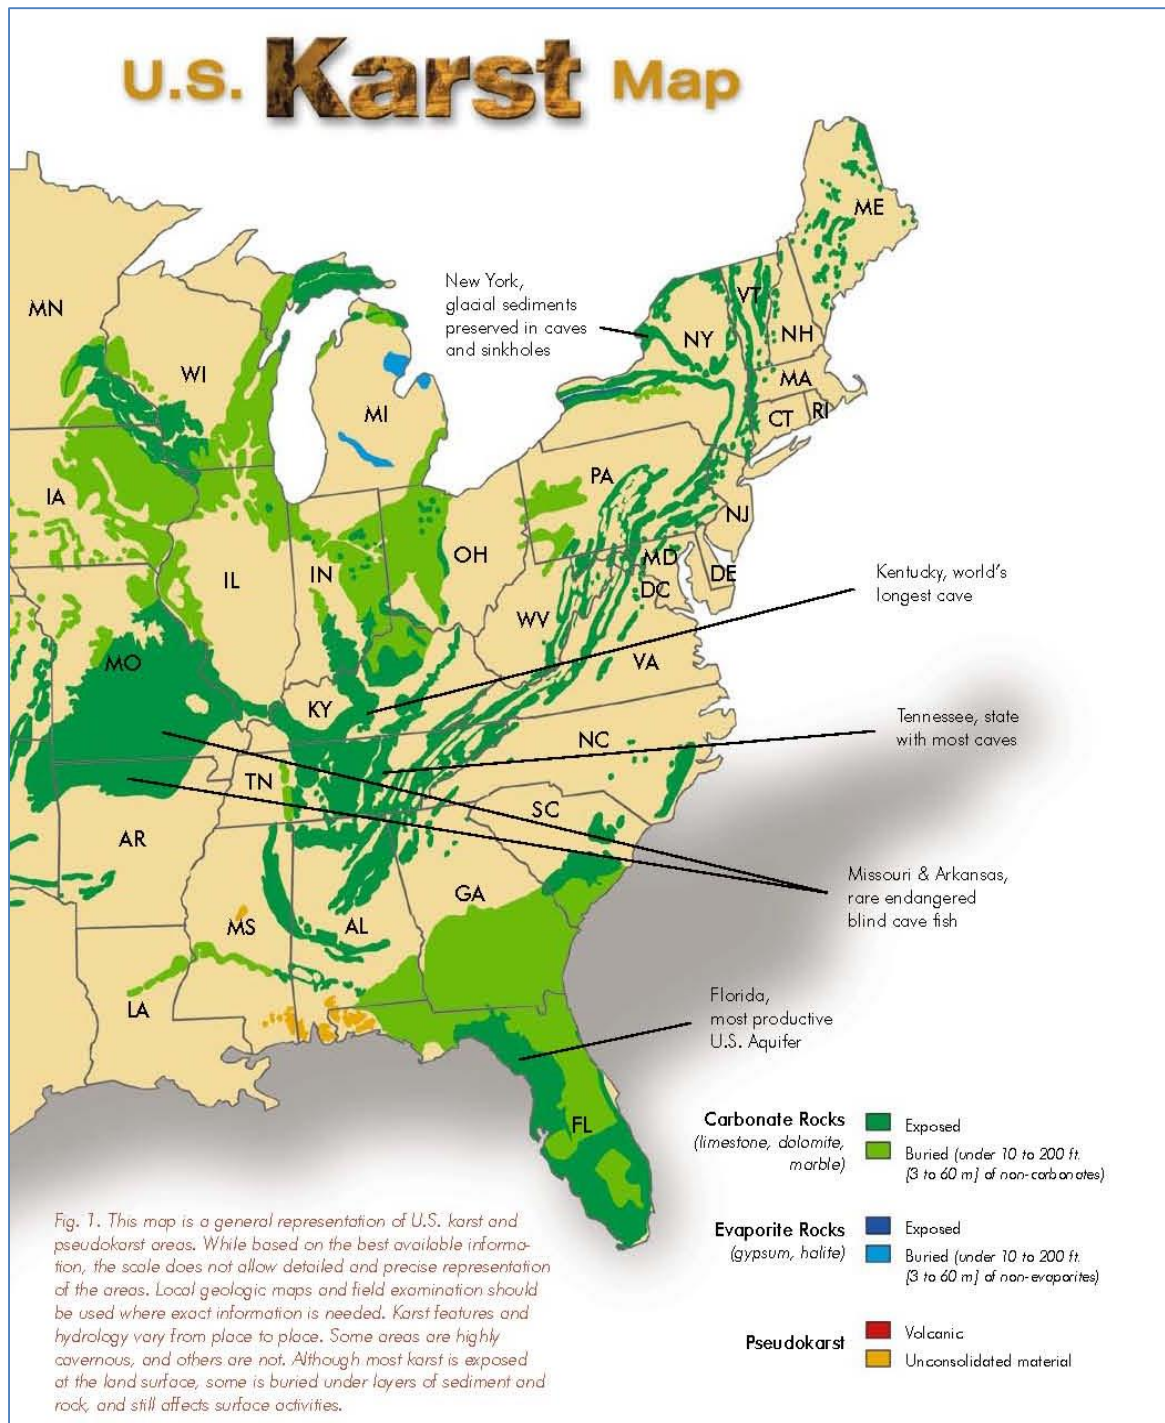 U.S. Karst Map
ME
New York,
glacial sediments
preserved in caves
and sinkholes
MN
VT
NH
NY
WI
MA
MI
CT
RI
PA
IA
NJ
OH
MD
IL
IN
DE
DC
Kentucky, world's
longest cave
WV
MO
VA
KY
Tennessee, state
with most caves
NC
TN
SC
AR
Missouri & Arkansas,
rare endangered
blind cave fish
GA
MS
AL
LA
Florida,
most productive
U.S. Aquifer
FL
Carbonate Rocks
(limestone, dolomite,
marble)
Exposed
Buried (under 10 to 200 ft.
[3 to 60 m] of non-carbonates)
Evaporite Rocks
(gypsum, halite)
Exposed
Buried (under 10 to 200 ft.
[3 to 60 m] of non-evaporites)
Pseudokarst
Volcanic
Unconsolidated material
Fig. 1. This map is a general representation of U.S. karst and
pseudokarst areas. While based on the best available informa-
tion, the scale does not allow detailed and precise representation
of the areas. Local geologic maps and field examination should
be used where exact information is needed. Karst features and
hydrology vary from place to place. Some areas are highly
cavernous, and others are not. Although most karst is exposed
at the land surface, some is buried under layers of sediment and
rock, and still affects surface activities.